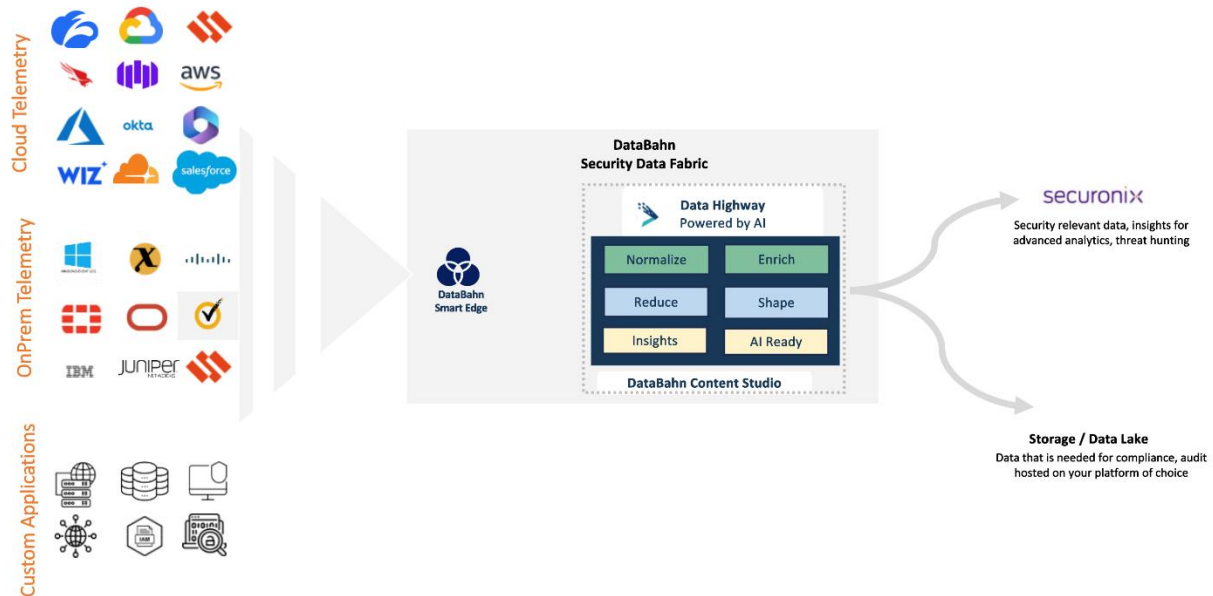 Cloud Telemetry
aws
okta
WIZ+
salesforce
OnPrem Telemetry
IBM
JUNIPER
NETWORKS
Custom Applications
IAM
DataBahn
Smart Edge
DataBahn
Security Data Fabric
Data Highway
Powered by AI
Normalize
Enrich
Reduce
Shape
Insights
AI Ready
DataBahn Content Studio
securonix
Security relevant data, insights for
advanced analytics, threat hunting
Storage / Data Lake
Data that is needed for compliance, audit
hosted on your platform of choice